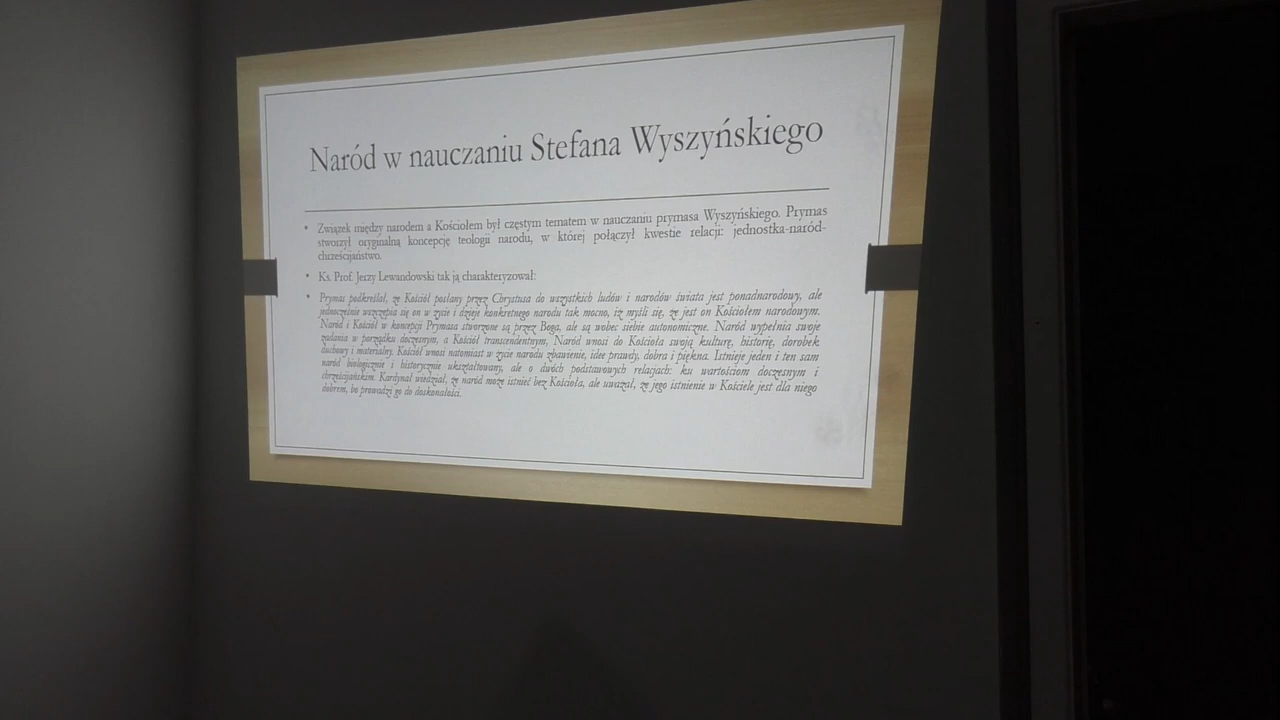 Naród w nauczaniu Stefana Wyszyńskiego
• Związek między narodem a Kościołem był częstym tematem w nauczaniu prymasa Wyszyńskiego. Prymas
stworzył oryginalną koncepcję teologii narodu, w której połączył kwestie relacji: jednostka-naród-
chrześcijaństwo.
• Ks. Prof. Jerzy Lewandowski tak ją charakteryzował:
• Prymas podkreślał, że Kościół posłany przez Chrystusa do wszystkich ludów i narodów świata jest ponadnarodowy, ale
jednocześnie wszczepia się on w życie i dzieje konkretnego narodu tak mocno, iż myśli się, że jest on Kościołem narodowym.
Naród i Kościół w koncepcji Prymasa stworzone są przez Boga, ale są wobec siebie autonomiczne. Naród wypełnia swoje
zadania w porządku doczesnym, a Kościół transcendentnym, Naród wnosi do Kościoła swoją kulturę, historię, dorobek
duchowy i materialny. Kościół wnosi natomiast w życie narodu zbawienie, idee prawdy, dobra i piękna. Istnieje jeden i ten sam
naród biologicznie i historycznie ukształtowany, ale o dwóch podstawowych relacjach: ku wartościom doczesnym i
chrześcijańskim. Kardynał wiedział, że naród może istnieć bez Kościoła, ale uważał, że jego istnienie w Kościele jest dla niego
dobrem, bo prowadzi go do doskonałości.